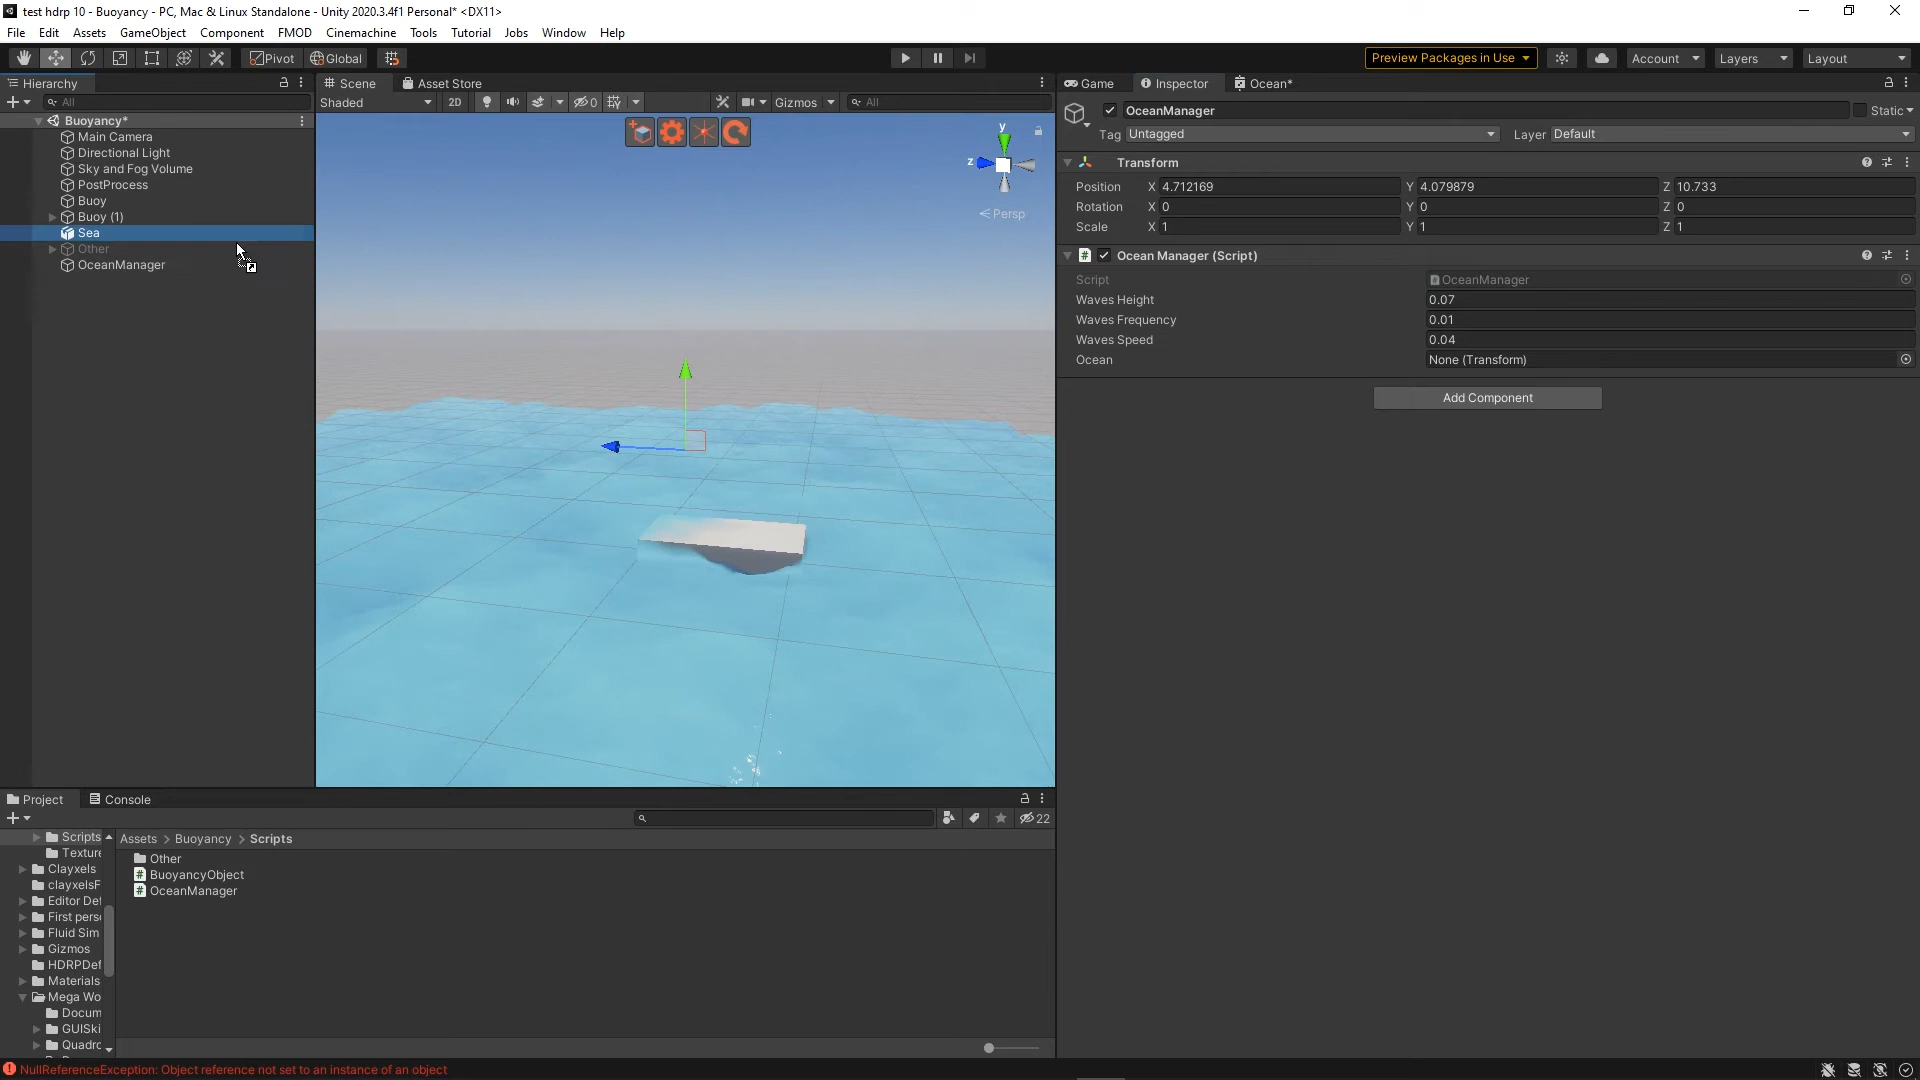 test hdrp 10 - Buoyancy - PC, Mac & Linux Standalone - Unity 2020.3.4f1 Personal* <DX11>
File Edit Assets GameObject Component FMOD Cinemachine Tools Tutorial Jobs Window Help
Pivot Global Preview Packages in Use Account Layers Layout
Hierarchy
All
Buoyancy*
Main Camera
Directional Light
Sky and Fog Volume
PostProcess
Buoy
Buoy (1)
Sea
Other
OceanManager
Scene Asset Store
Shaded 2D 0 Gizmos All
y
z
Persp
Game Inspector Ocean*
OceanManager Static
Tag Untagged Layer Default
Transform
Position X 4.712169 Y 4.079879 Z 10.733
Rotation X 0 Y 0 Z 0
Scale X 1 Y 1 Z 1
# Ocean Manager (Script)
Script OceanManager
Waves Height 0.07
Waves Frequency 0.01
Waves Speed 0.04
Ocean None (Transform)
Add Component
Project Console
22
Scripts
Texture
Clayxels
clayxelsF
Editor Def
First perso
Fluid Sim
Gizmos
HDRPDef
Materials
Mega Wo
Docum
GUISki
Quadro
Assets > Buoyancy > Scripts
Other
# BuoyancyObject
# OceanManager
NullReferenceException: Object reference not set to an instance of an object